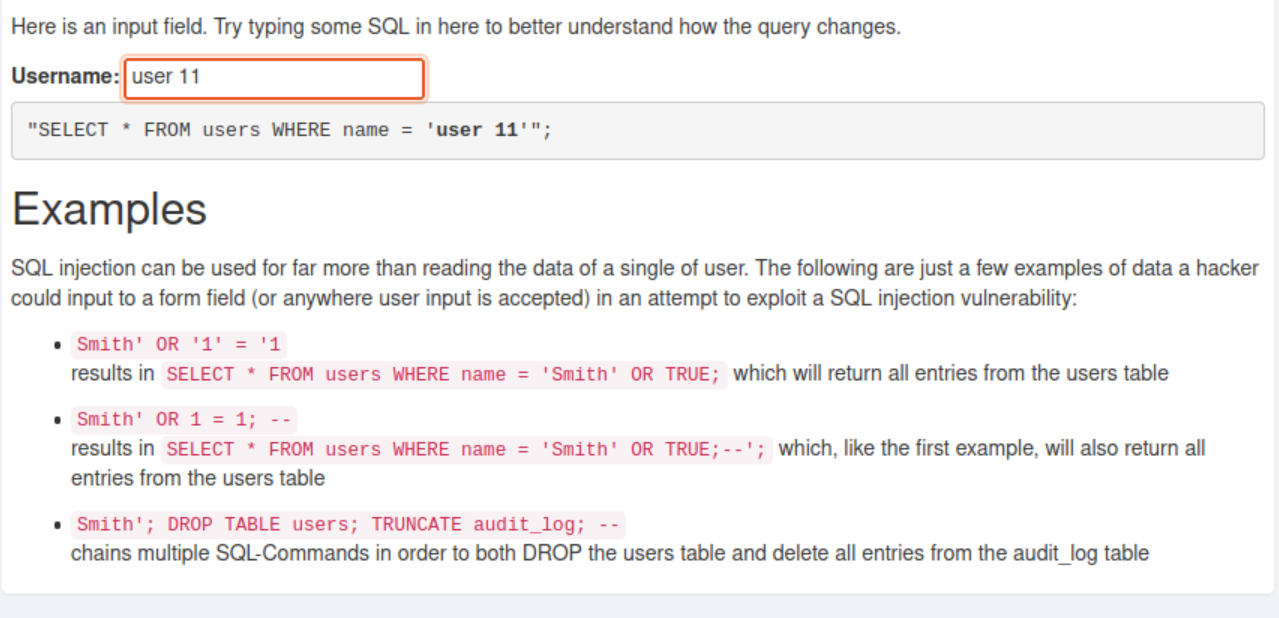 Here is an input field. Try typing some SQL in here to better understand how the query changes.
Username: user 11
"SELECT * FROM users WHERE name = 'user 11'";
Examples
SQL injection can be used for far more than reading the data of a single of user. The following are just a few examples of data a hacker
could input to a form field (or anywhere user input is accepted) in an attempt to exploit a SQL injection vulnerability:
• Smith' OR '1' = '1
results in SELECT * FROM users WHERE name = 'Smith' OR TRUE; which will return all entries from the users table
• Smith' OR 1 = 1; --
results in SELECT * FROM users WHERE name = 'Smith' OR TRUE;--'; which, like the first example, will also return all
entries from the users table
• Smith'; DROP TABLE users; TRUNCATE audit_log; --
chains multiple SQL-Commands in order to both DROP the users table and delete all entries from the audit_log table